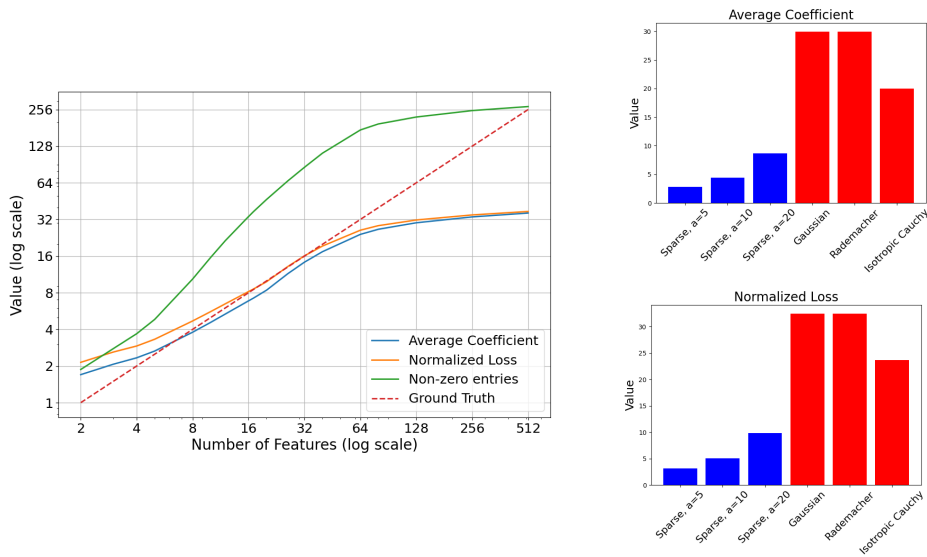 Value (log scale)
256
128
64
32
16
8
4
2
1
2 4 8 16 32 64 128 256 512
Number of Features (log scale)
Average Coefficient
Normalized Loss
Non-zero entries
Ground Truth
Average Coefficient
Value
30
25
20
15
10
5
0
Sparse, a=5
Sparse, a=10
Sparse, a=20
Gaussian
Rademacher
Isotropic Cauchy
Normalized Loss
Value
30
25
20
15
10
5
0
Sparse, a=5
Sparse, a=10
Sparse, a=20
Gaussian
Rademacher
Isotropic Cauchy